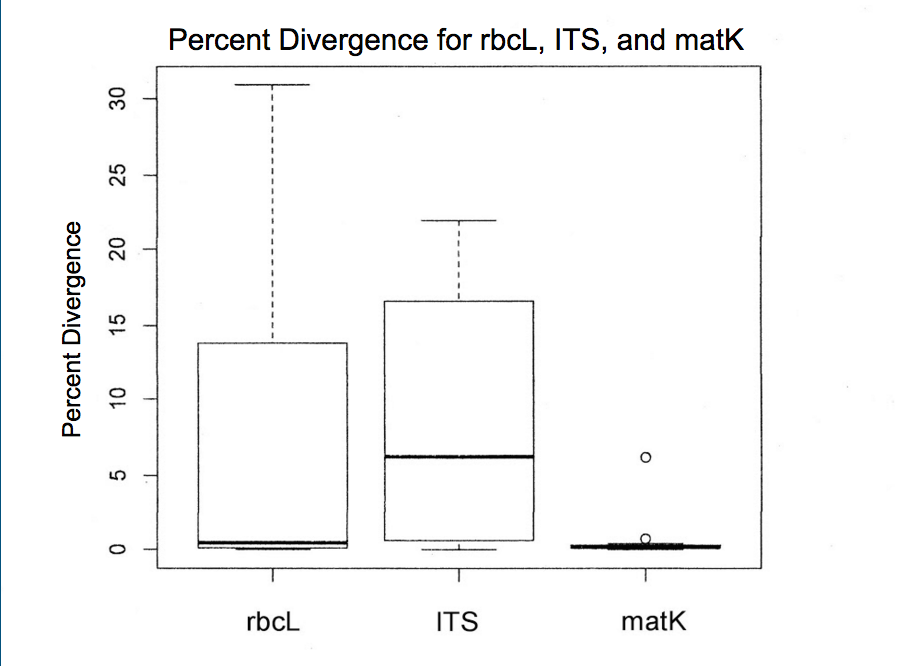 Percent Divergence for rbcL, ITS, and matK
Percent Divergence
30
25
20
15
10
5
0
rbcL
ITS
matK